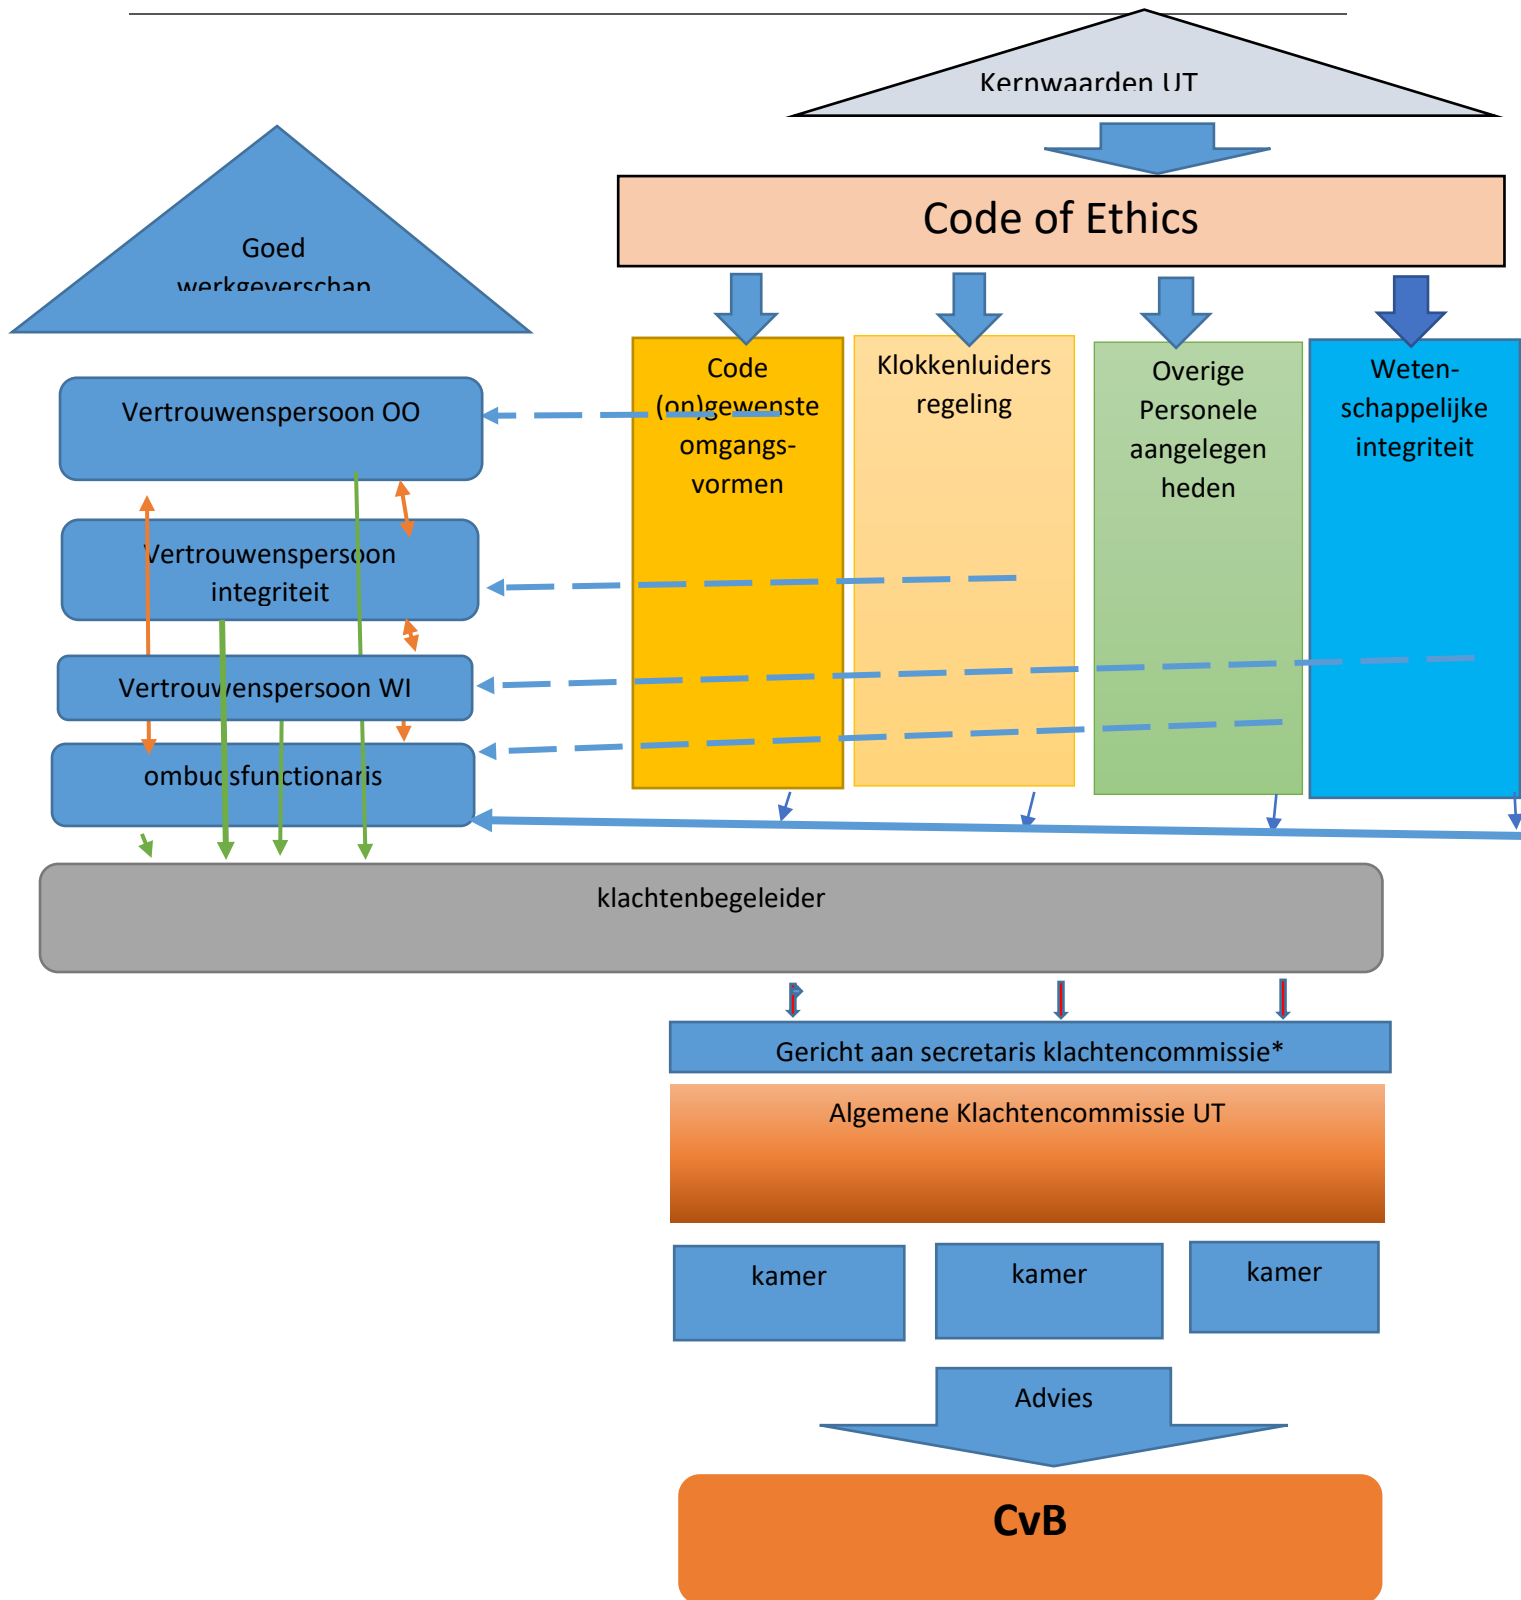 Kernwaarden UT
Code of Ethics
Goed
werkgeverschap
Code
(on)gewenste
omgangs-
vormen
Klokkenluiders
regeling
Overige
Personele
aangelegen
heden
Weten-
schappelijke
integriteit
Vertrouwenspersoon OO
Vertrouwenspersoon
integriteit
Vertrouwenspersoon WI
ombudsfunctionaris
klachtenbegeleider
Gericht aan secretaris klachtencommissie*
Algemene Klachtencommissie UT
kamer
kamer
kamer
Advies
CvB